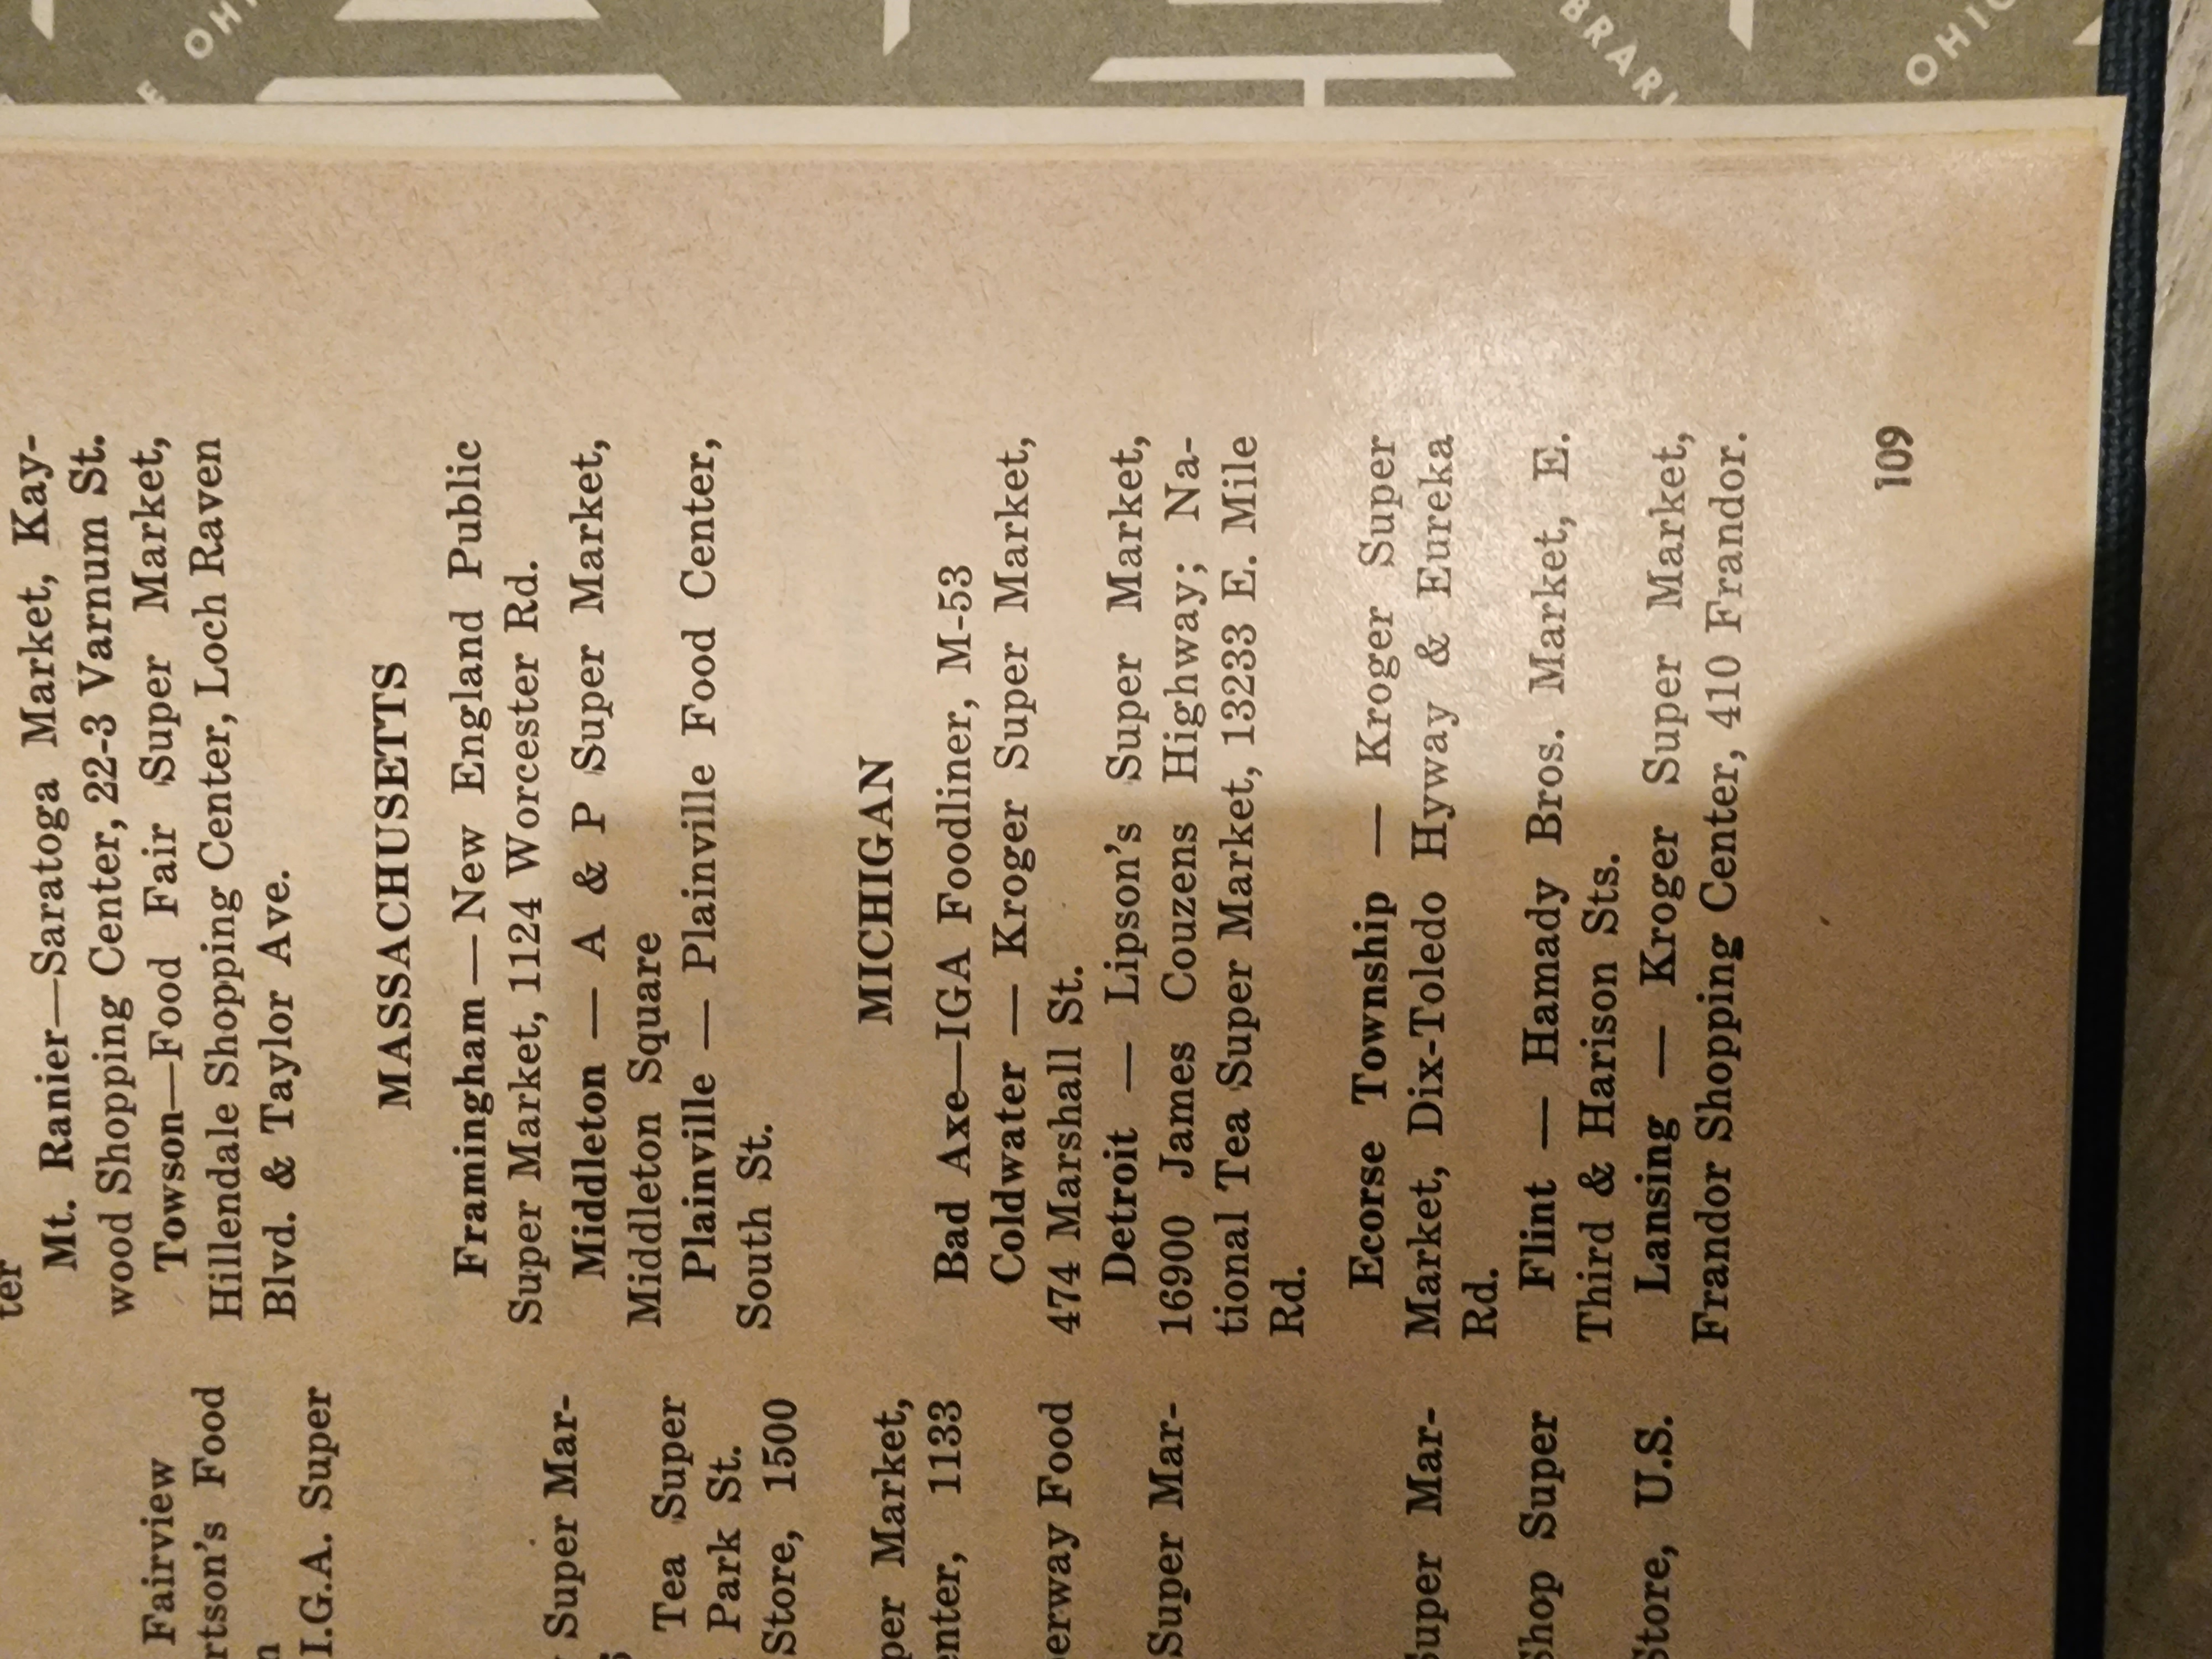 ter
Mt. Ranier—Saratoga Market, Kay-
wood Shopping Center, 22-3 Varnum St.
Towson—Food Fair Super Market,
Hillendale Shopping Center, Loch Raven
Blvd. & Taylor Ave.
MASSACHUSETTS
Framingham—New England Public
Super Market, 1124 Worcester Rd.
Middleton — A & P Super Market,
Middleton Square
Plainville — Plainville Food Center,
South St.
MICHIGAN
Bad Axe—IGA Foodliner, M-53
Coldwater — Kroger Super Market,
474 Marshall St.
Detroit — Lipson's Super Market,
16900 James Couzens Highway; Na-
tional Tea Super Market, 13233 E. Mile
Rd.
Ecorse Township — Kroger Super
Market, Dix-Toledo Hyway & Eureka
Rd.
Flint — Hamady Bros. Market, E.
Third & Harison Sts.
Lansing — Kroger Super Market,
Frandor Shopping Center, 410 Frandor.
109
Fairview
rtson's Food
I.G.A. Super
Super Mar-
Tea Super
Park St.
Store, 1500
per Market,
enter, 1133
erway Food
Super Mar-
Super Mar-
Shop Super
Store, U.S.
OHIO